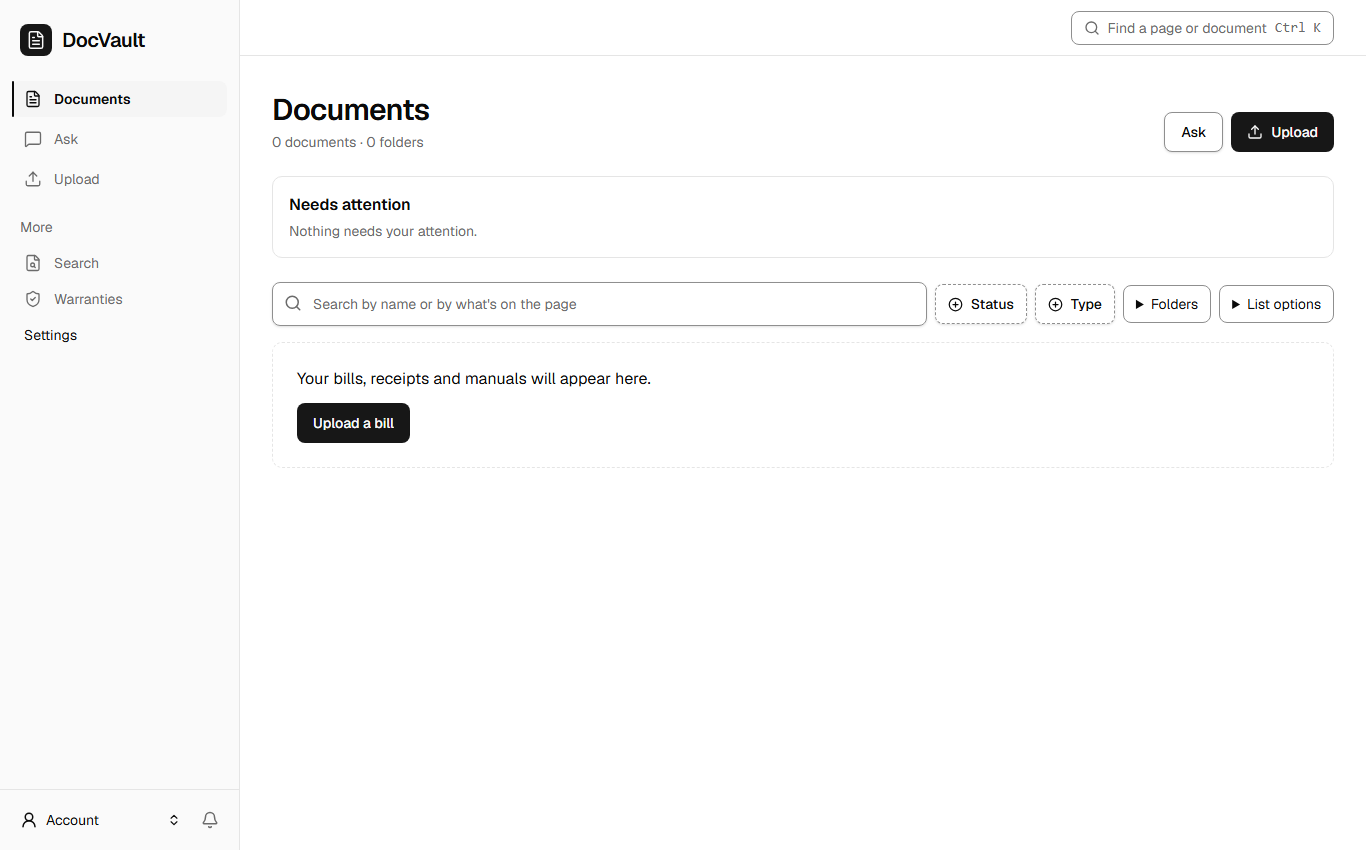 DocVault
Find a page or document Ctrl K
Documents
Ask
Upload
More
Search
Warranties
Settings
Documents
0 documents · 0 folders
Ask
Upload
Needs attention
Nothing needs your attention.
Search by name or by what's on the page
Status
Type
Folders
List options
Your bills, receipts and manuals will appear here.
Upload a bill
Account